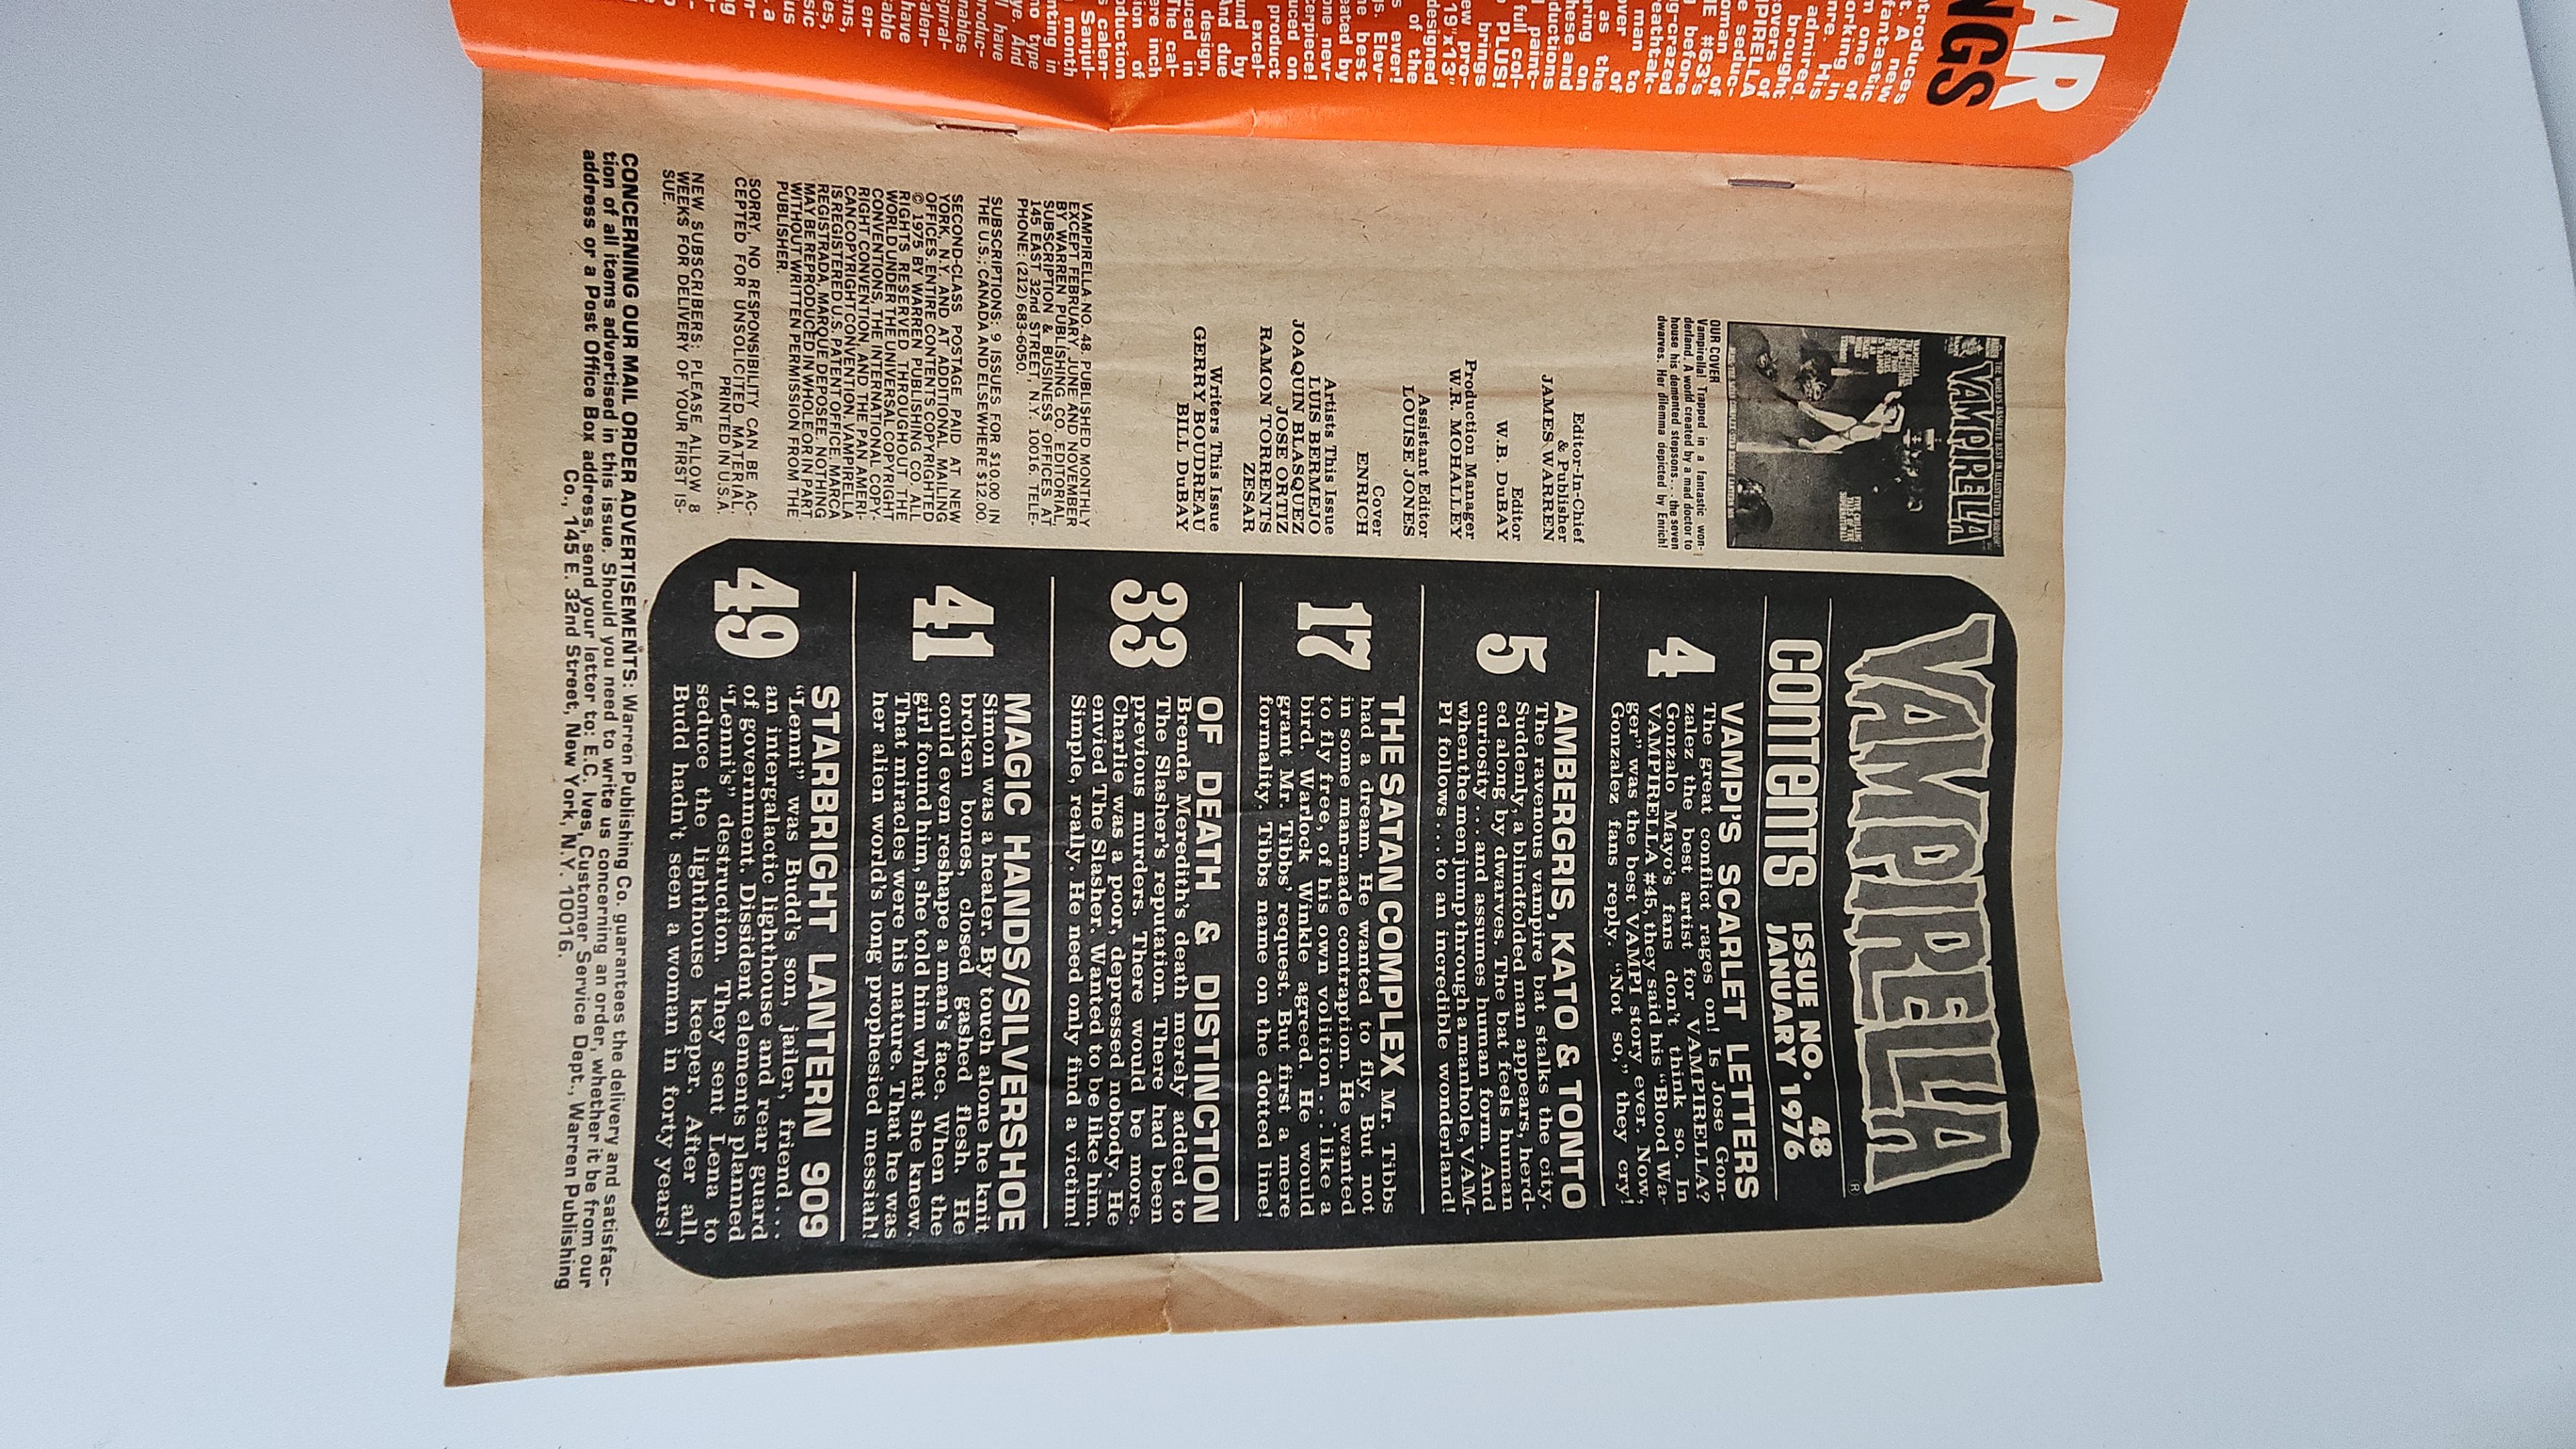 AR
NGS
VAMPIRELLA
OUR COVER
Vampirella! Trapped in a fantastic won-
derland. A world created by a mad doctor to
house his demented stepsons... the seven
dwarves. Her dilemma depicted by Enrich!
Editor-In-Chief
& Publisher
JAMES WARREN
Editor
W.B. DuBAY
Production Manager
W.R. MOHALLEY
Assistant Editor
LOUISE JONES
Cover
ENRICH
Artists This Issue
LUIS BERMEJO
JOAQUIN BLASQUEZ
JOSE ORTIZ
RAMON TORRENTS
ZESAR
Writers This Issue
GERRY BOUDREAU
BILL DuBAY
VAMPIRELLA NO. 48. PUBLISHED MONTHLY
EXCEPT FEBRUARY, JUNE AND NOVEMBER
BY WARREN PUBLISHING CO. EDITORIAL,
SUBSCRIPTION & BUSINESS OFFICES AT
145 EAST 32nd STREET, N.Y. 10016. TELE-
PHONE: (212) 683-6050.
SUBSCRIPTIONS: 9 ISSUES FOR $10.00 IN
THE U.S.; CANADA AND ELSEWHERE $12.00.
SECOND-CLASS POSTAGE PAID AT NEW
YORK, N.Y. AND AT ADDITIONAL MAILING
OFFICES. ENTIRE CONTENTS COPYRIGHTED
© 1975 BY WARREN PUBLISHING CO. ALL
RIGHTS RESERVED THROUGHOUT THE
WORLD UNDER THE UNIVERSAL COPYRIGHT
CONVENTIONS, THE INTERNATIONAL COPY-
RIGHT CONVENTION, AND THE PAN AMERI-
CAN COPYRIGHT CONVENTION. VAMPIRELLA
IS REGISTERED U.S. PATENT OFFICE. MARCA
REGISTRADA, MARQUE DEPOSEE. NOTHING
MAY BE REPRODUCED IN WHOLE OR IN PART
WITHOUT WRITTEN PERMISSION FROM THE
PUBLISHER.
SORRY, NO RESPONSIBILITY CAN BE AC-
CEPTED FOR UNSOLICITED MATERIAL.
PRINTED IN U.S.A.
NEW SUBSCRIBERS: PLEASE ALLOW 8
WEEKS FOR DELIVERY OF YOUR FIRST IS-
SUE.
VAMPIRELLA ®
CONTENTS
ISSUE NO. 48
JANUARY 1976
4
VAMPI'S SCARLET LETTERS
The great conflict rages on! Is Jose Gon-
zalez the best artist for VAMPIRELLA?
Gonzalo Mayo's fans don't think so. In
VAMPIRELLA #45, they said his "Blood Wa-
ger" was the best VAMPI story ever. Now,
Gonzalez fans reply. "Not so," they cry!
5
AMBERGRIS, KATO & TONTO
The ravenous vampire bat stalks the city.
Suddenly, a blindfolded man appears, herd-
ed along by dwarves. The bat feels human
curiosity... and assumes human form. And
when the men jump through a manhole, VAM-
PI follows... to an incredible wonderland!
17
THE SATAN COMPLEX Mr. Tibbs
had a dream. He wanted to fly. But not
in some man-made contraption. He wanted
to fly free, of his own volition... like a
bird. Warlock Winkle agreed. He would
grant Mr. Tibbs' request. But first a mere
formality. Tibbs name on the dotted line!
33
OF DEATH & DISTINCTION
Brenda Meredith's death merely added to
The Slasher's reputation. There had been
previous murders. There would be more.
Charlie was a poor, depressed nobody. He
envied The Slasher. Wanted to be like him.
Simple, really. He need only find a victim!
41
MAGIC HANDS/SILVERSHOE
Simon was a healer. By touch alone he knit
broken bones, closed gashed flesh. He
could even reshape a man's face. When the
girl found him, she told him what she knew.
That miracles were his nature. That he was
her alien world's long prophesied messiah!
49
STARBRIGHT LANTERN 909
"Lenni" was Budd's son, jailer, friend...
an intergalactic lighthouse and rear guard
of government. Dissident elements planned
"Lenni's" destruction. They sent Lena to
seduce the lighthouse keeper. After all,
Budd hadn't seen a woman in forty years!
CONCERNING OUR MAIL ORDER ADVERTISEMENTS: Warren Publishing Co. guarantees the delivery and satisfac-
tion of all items advertised in this issue. Should you need to write us concerning an order, whether it be from our
address or a Post Office Box address, send your letter to: E.C. Ives, Customer Service Dept., Warren Publishing
Co., 145 E. 32nd Street, New York, N.Y. 10016.